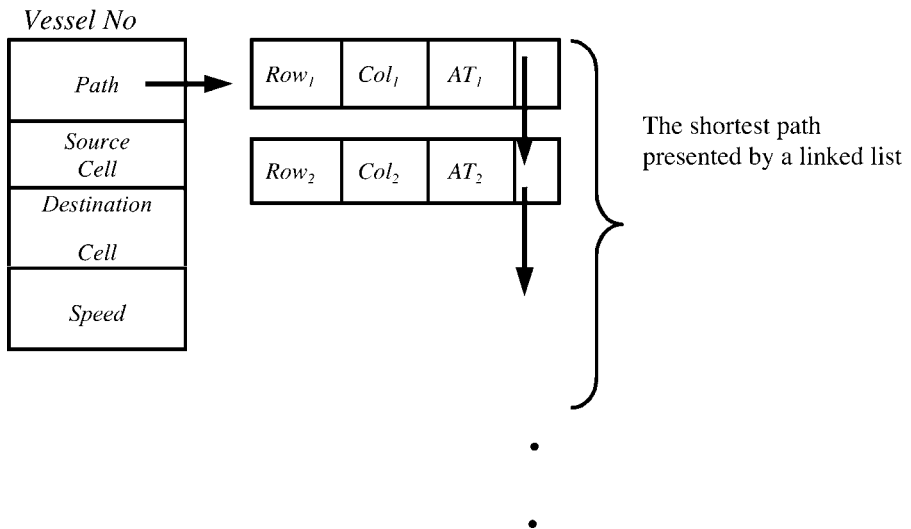 Vessel No
Path
Source
Cell
Destination
Cell
Speed
Row₁ Col₁ AT₁
Row₂ Col₂ AT₂
The shortest path
presented by a linked list